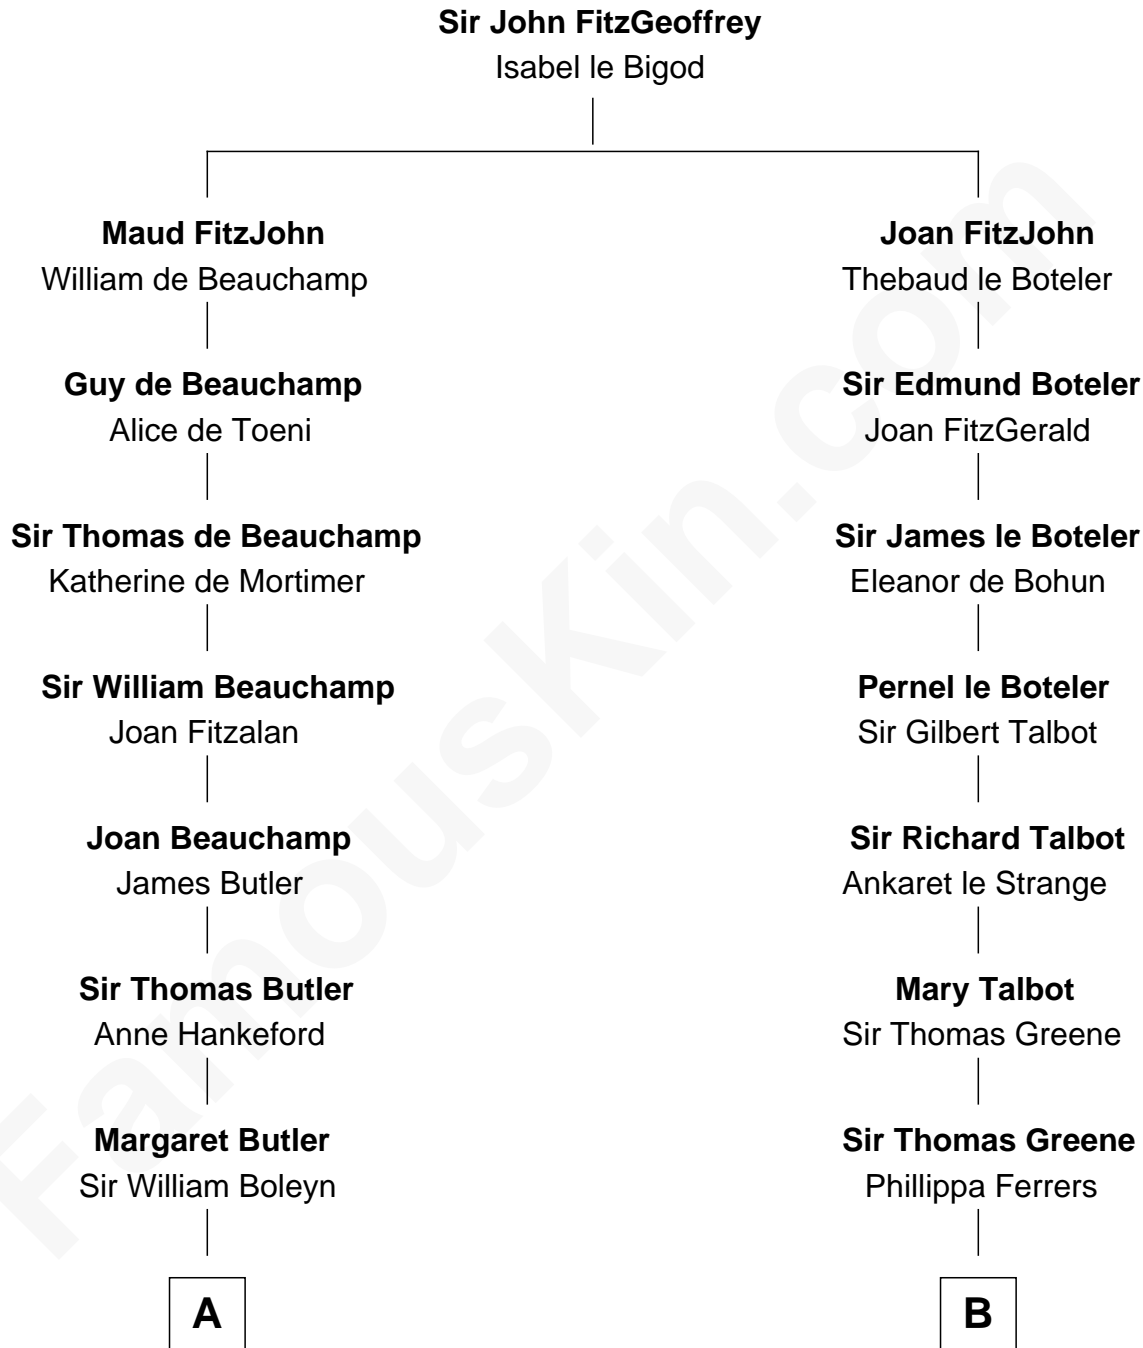 Sir John FitzGeoffrey
Isabel le Bigod
Maud FitzJohn
William de Beauchamp
Guy de Beauchamp
Alice de Toeni
Sir Thomas de Beauchamp
Katherine de Mortimer
Sir William Beauchamp
Joan Fitzalan
Joan Beauchamp
James Butler
Sir Thomas Butler
Anne Hankeford
Margaret Butler
Sir William Boleyn
A
Joan FitzJohn
Thebaud le Boteler
Sir Edmund Boteler
Joan FitzGerald
Sir James le Boteler
Eleanor de Bohun
Pernel le Boteler
Sir Gilbert Talbot
Sir Richard Talbot
Ankaret le Strange
Mary Talbot
Sir Thomas Greene
Sir Thomas Greene
Phillippa Ferrers
B
FamousKin.com